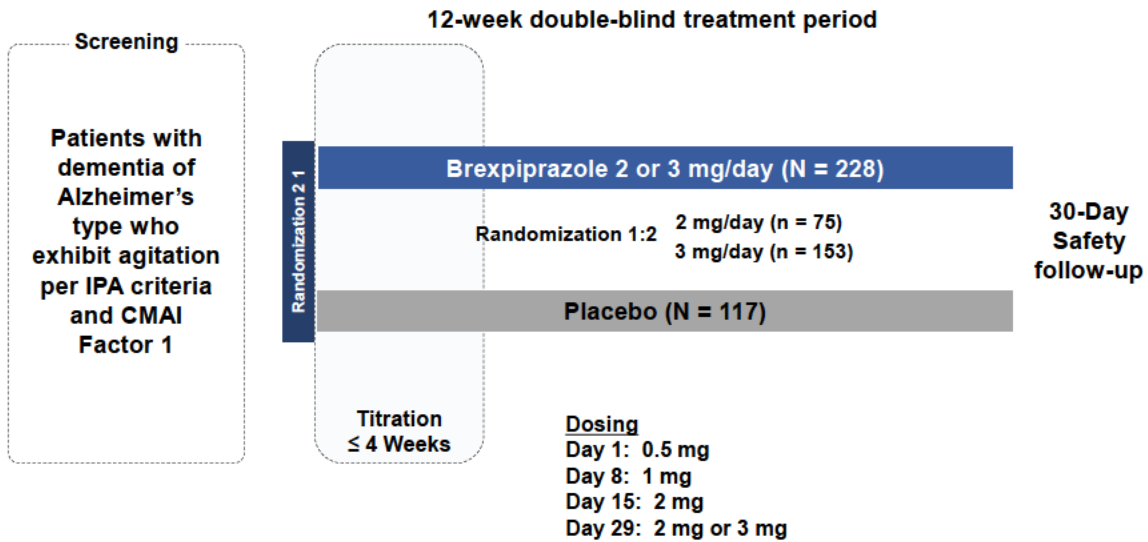 12-week double-blind treatment period
Screening
Patients with
dementia of
Alzheimer's
type who
exhibit agitation
per IPA criteria
and CMAI
Factor 1
Randomization 2 1
Brexpiprazole 2 or 3 mg/day (N = 228)
Randomization 1:2
2 mg/day (n = 75)
3 mg/day (n = 153)
Placebo (N = 117)
30-Day
Safety
follow-up
Titration
≤ 4 Weeks
Dosing
Day 1: 0.5 mg
Day 8: 1 mg
Day 15: 2 mg
Day 29: 2 mg or 3 mg